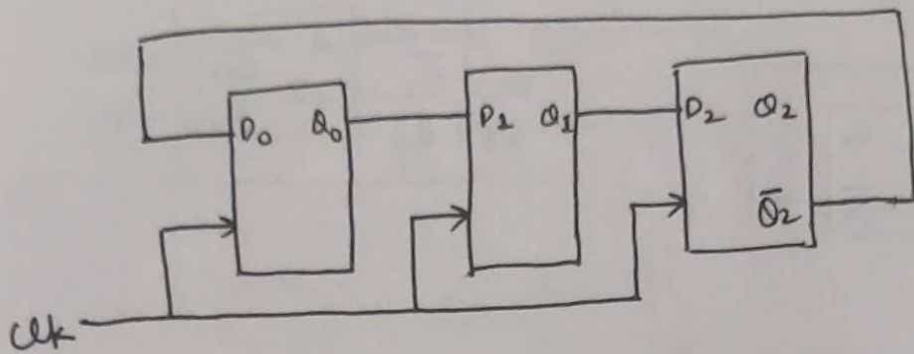 D₀ Q₀ D₁ Q₁ D₂ Q₂
Q̅₂
Clk